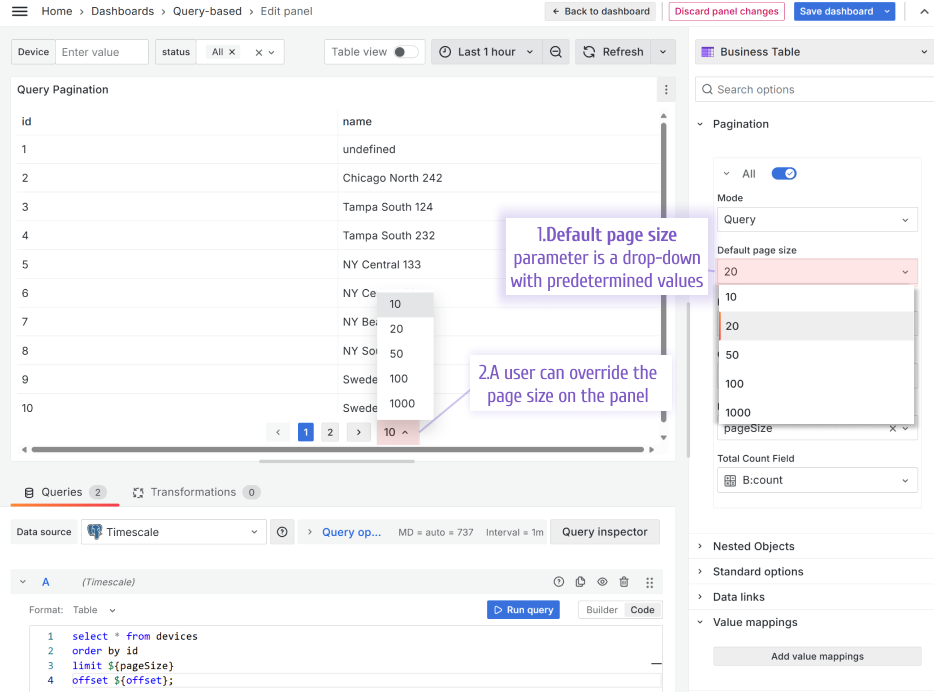 Home › Dashboards › Query-based › Edit panel
← Back to dashboard
Discard panel changes
Save dashboard
Device Enter value
status All ×
Table view
Last 1 hour
Refresh
Business Table
Query Pagination
Search options
id name
1 undefined
2 Chicago North 242
3 Tampa South 124
4 Tampa South 232
5 NY Central 133
6 NY Ce
7 NY Bea
8 NY Sou
9 Swede
10 Swede
10
20
50
100
1000
1 2
10
1.Default page size
parameter is a drop-down
with predetermined values
2.A user can override the
page size on the panel
Pagination
All
Mode
Query
Default page size
20
10
20
50
100
1000
pageSize
Total Count Field
B:count
Nested Objects
Standard options
Data links
Value mappings
Add value mappings
Queries 2
Transformations 0
Data source Timescale
Query op... MD = auto = 737 Interval = 1m
Query inspector
A (Timescale)
Format: Table
Run query
Builder Code
1 select * from devices
2 order by id
3 limit ${pageSize}
4 offset ${offset};